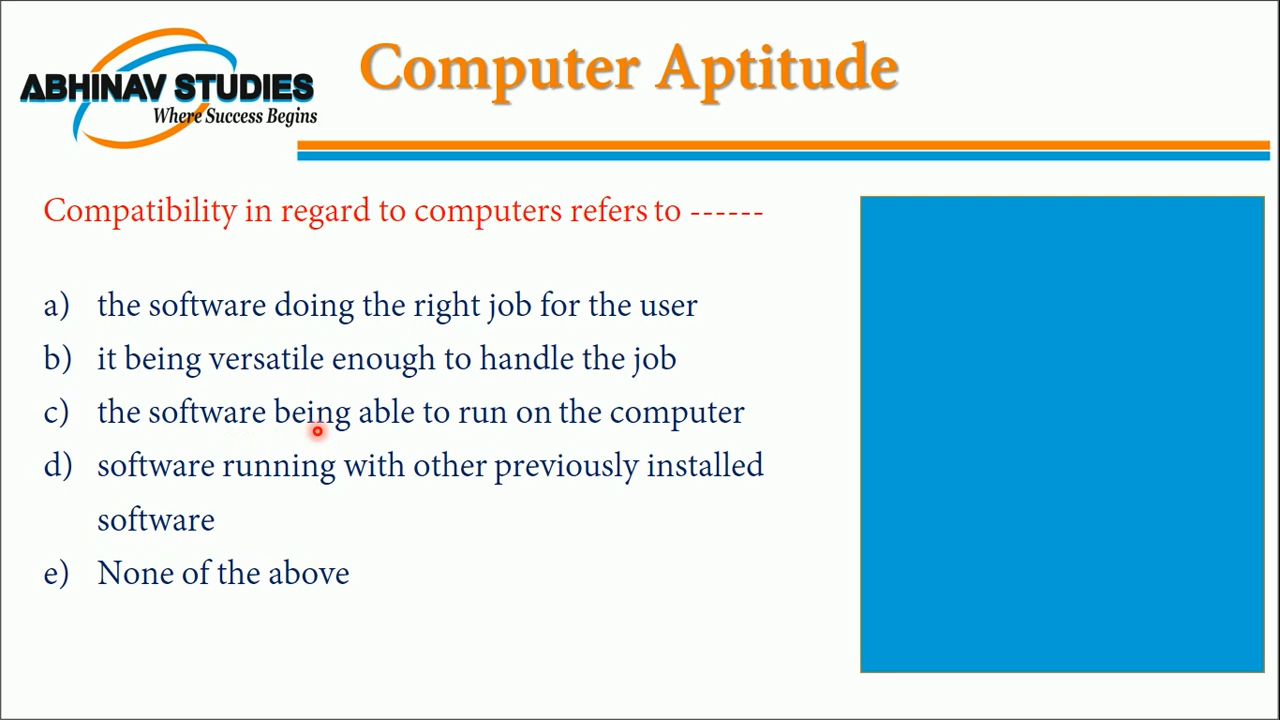 ABHINAV STUDIES
Where Success Begins
Computer Aptitude
Compatibility in regard to computers refers to ------
a) the software doing the right job for the user
b) it being versatile enough to handle the job
c) the software being able to run on the computer
d) software running with other previously installed
software
e) None of the above